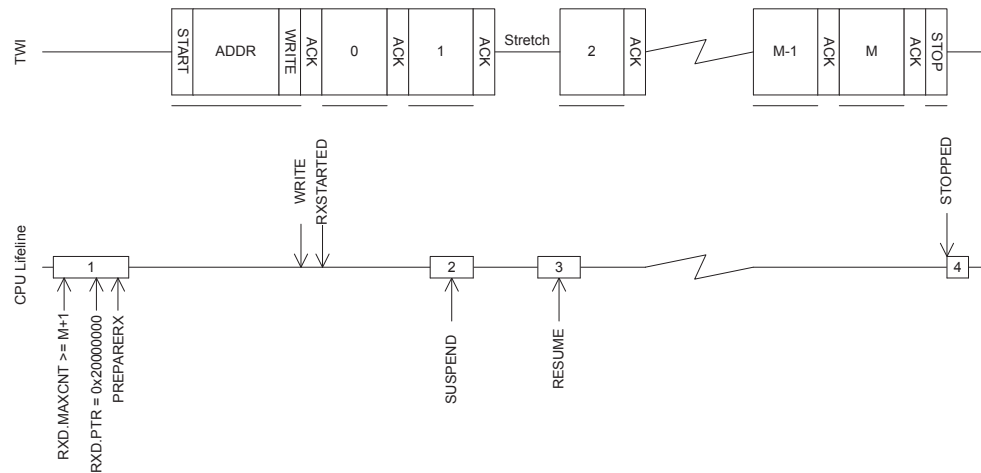 TWI
START
ADDR
WRITE
ACK
0
ACK
1
ACK
Stretch
2
ACK
M-1
ACK
M
ACK
STOP
WRITE
RXSTARTED
STOPPED
CPU Lifeline
1
2
3
4
RXD.MAXCNT >= M+1
RXD.PTR = 0x20000000
PREPARERX
SUSPEND
RESUME